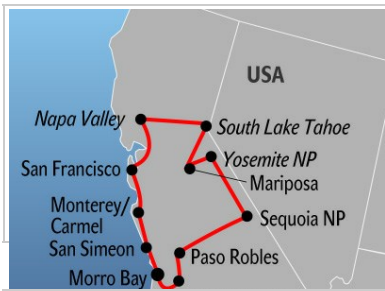 USA
Napa Valley
South Lake Tahoe
Yosemite NP
San Francisco
Mariposa
Monterey/
Carmel
Sequoia NP
San Simeon
Paso Robles
Morro Bay